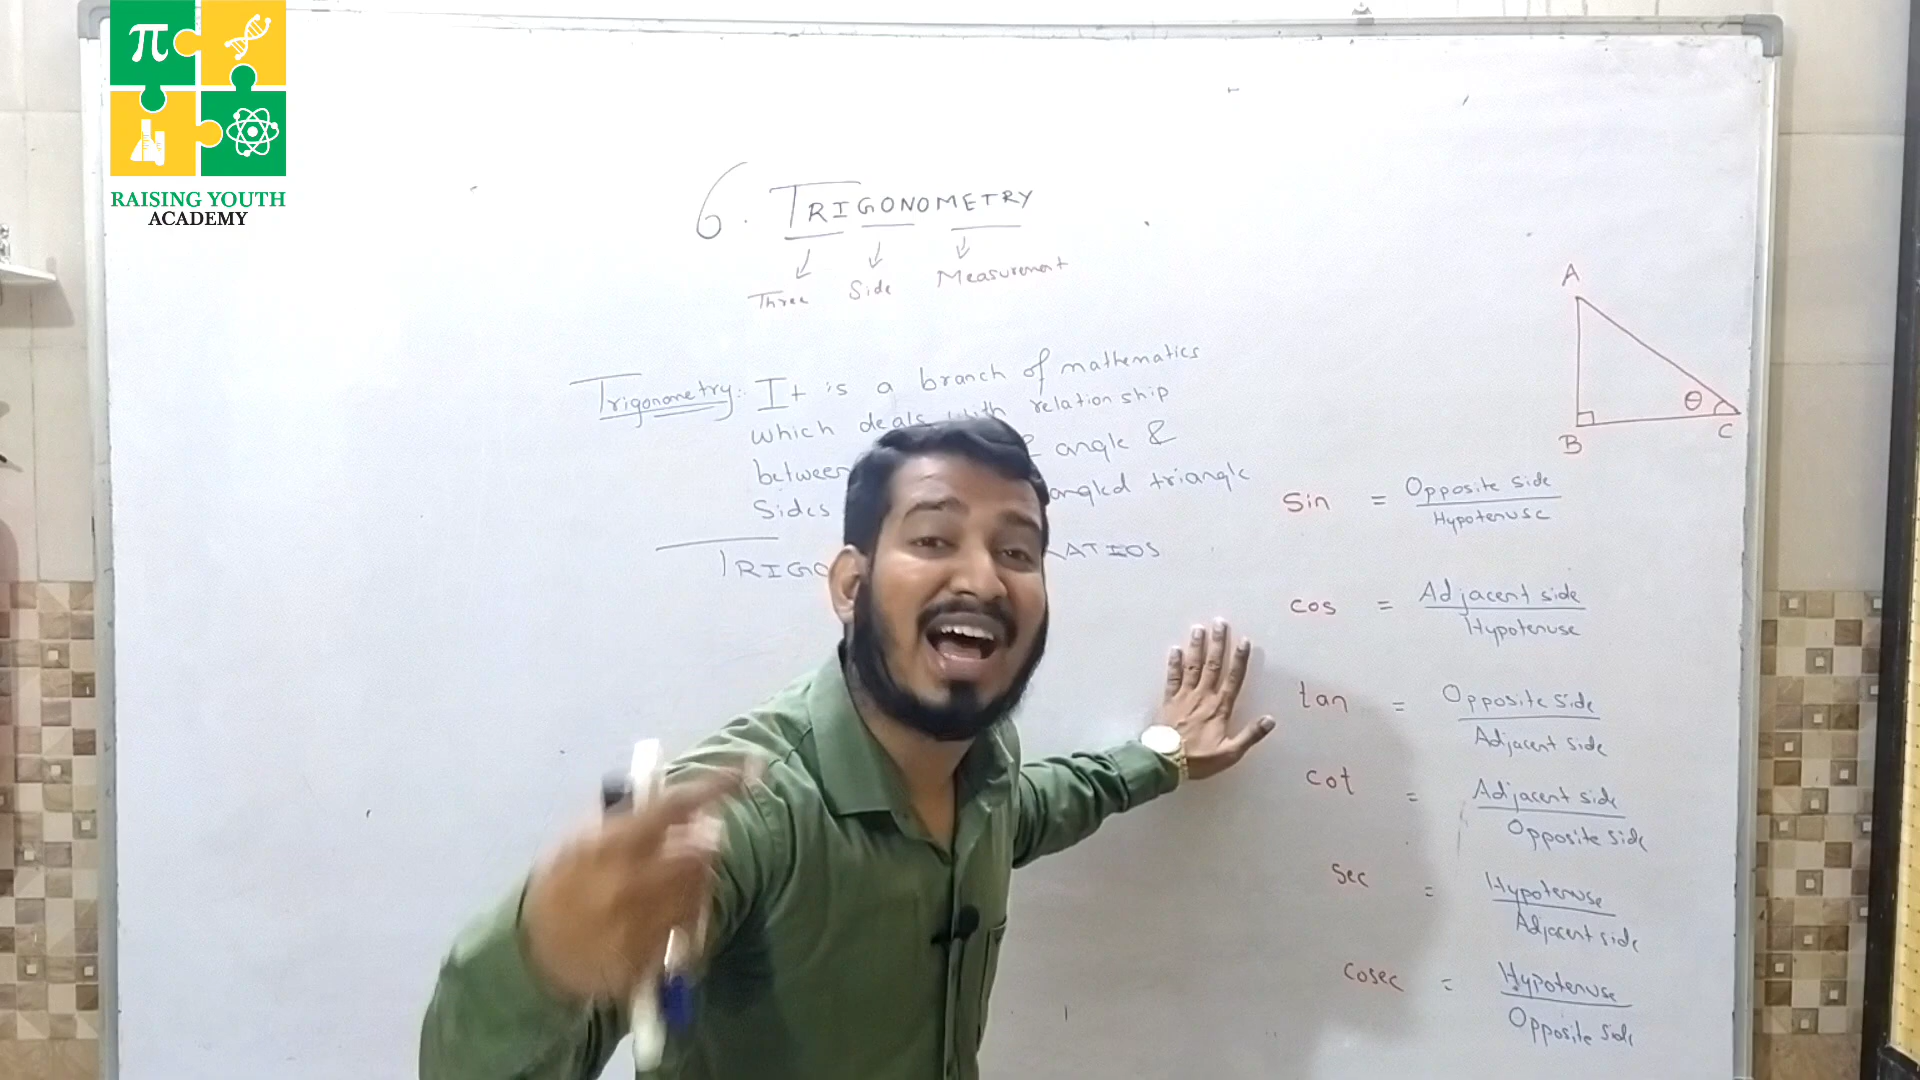 π
RAISING YOUTH
ACADEMY
6. TRIGONOMETRY
Three Side Measurement
Trigonometry: It is a branch of mathematics
which deals with relationship
between angle &
Sides angled triangle
TRIGO RATIOS
A
B
C
θ
Sin = Opposite side
Hypotenuse
cos = Adjacent side
Hypotenuse
tan = Opposite side
Adjacent side
cot = Adjacent side
Opposite side
Sec = Hypotenuse
Adjacent side
cosec = Hypotenuse
Opposite side